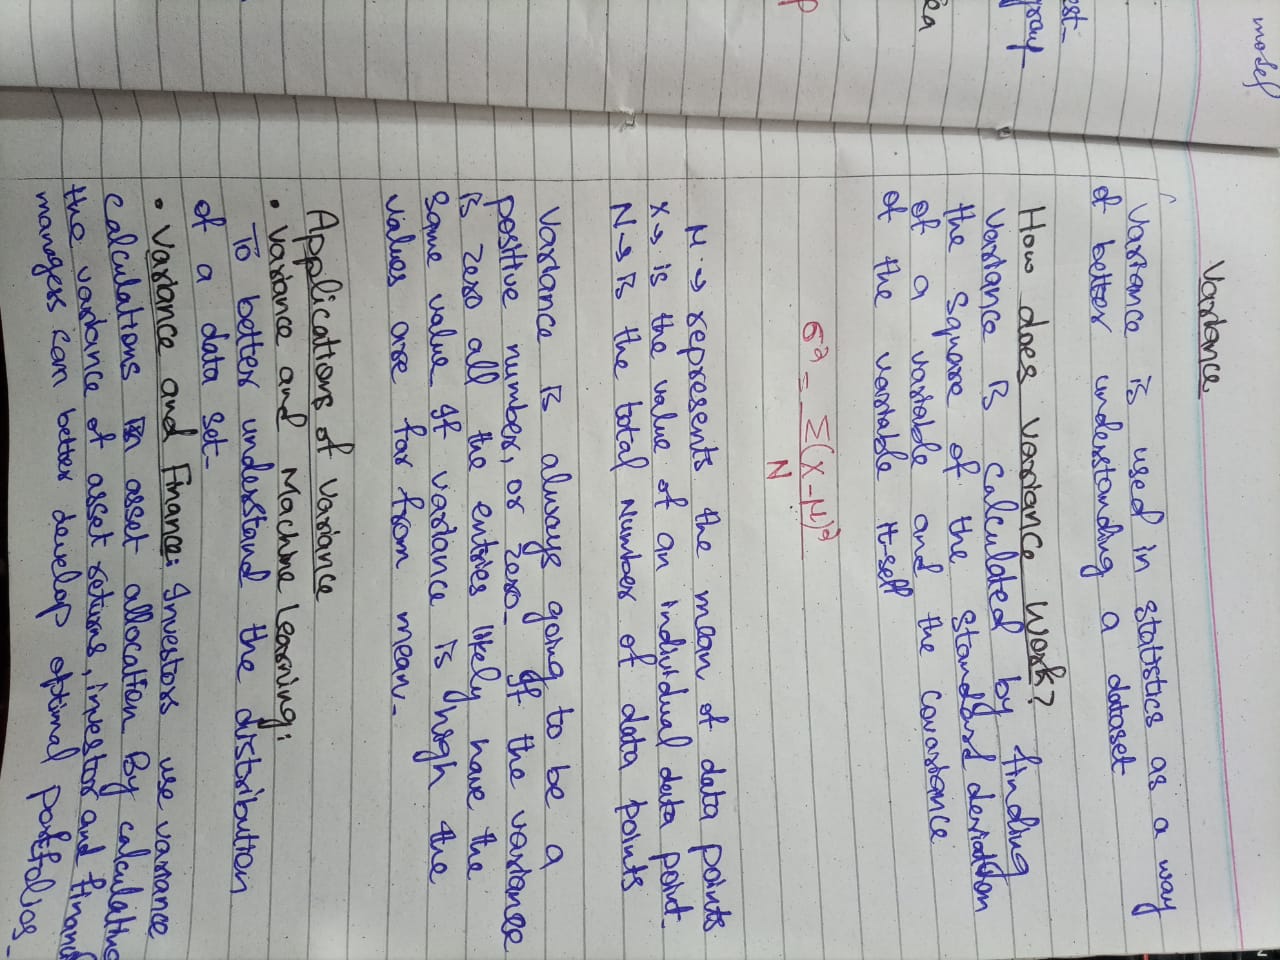 model
Variance
Variance is used in statistics as a way
of better understanding a dataset
est-
group
How does variance work?
Variance is calculated by finding
the square of the standard deviation
ea
of a variable and the covariance
of the variable it-self
σ² = Σ(X-μ)²
N
p
μ → represents the mean of data points
X → is the value of an individual data point
N → is the total Number of data points
Variance is always going to be a
positive number, or zero- If the variance
is zero all the entries likely have the
same value If variance is high the
values are far from mean-
Applications of variance
• Variance and Machine Learning:
To better understand the distribution
of a data set-
• Variance and Finance: Investors use variance
calculations in asset allocation By calculating
the variance of asset returns, investor and financ
managers can better develop optimal portfolios-